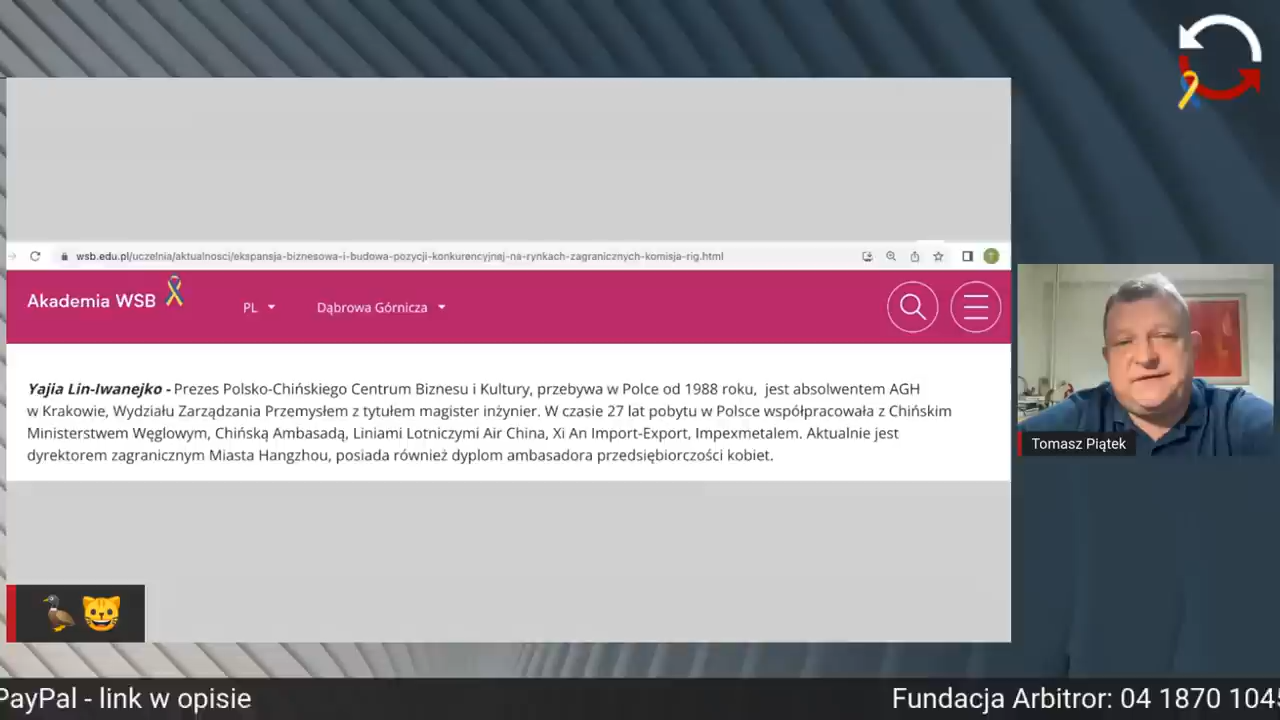 wsb.edu.pl/uczelnia/aktualnosci/ekspansja-biznesowa-i-budowa-pozycji-konkurencyjnej-na-rynkach-zagranicznych-komisja-rig.html
Akademia WSB
PL
Dąbrowa Górnicza
Yajia Lin-Iwanejko - Prezes Polsko-Chińskiego Centrum Biznesu i Kultury, przebywa w Polce od 1988 roku, jest absolwentem AGH
w Krakowie, Wydziału Zarządzania Przemysłem z tytułem magister inżynier. W czasie 27 lat pobytu w Polsce współpracowała z Chińskim
Ministerstwem Węglowym, Chińską Ambasadą, Liniami Lotniczymi Air China, Xi An Import-Export, Impexmetalem. Aktualnie jest
dyrektorem zagranicznym Miasta Hangzhou, posiada również dyplom ambasadora przedsiębiorczości kobiet.
Tomasz Piątek
PayPal - link w opisie
Fundacja Arbitror: 04 1870 1045